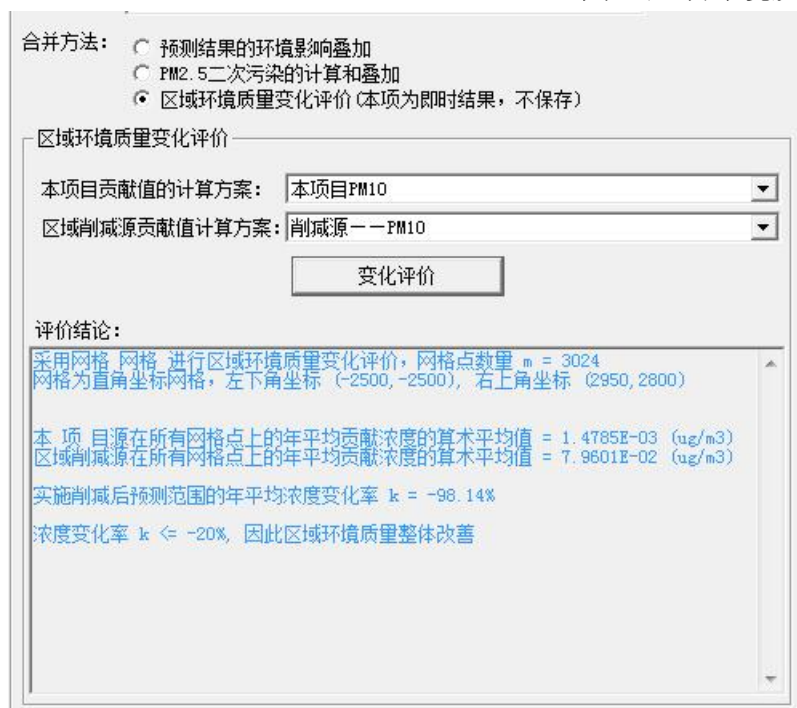 合并方法:
预测结果的环境影响叠加
PM2.5二次污染的计算和叠加
区域环境质量变化评价(本项为即时结果，不保存)
区域环境质量变化评价
本项目贡献值的计算方案: 本项目PM10
区域削减源贡献值计算方案: 削减源——PM10
变化评价
评价结论:
采用网格 网格 进行区域环境质量变化评价，网格点数量 m = 3024
网格为直角坐标网格，左下角坐标 (-2500,-2500), 右上角坐标 (2950,2800)
本 项 目源在所有网格点上的年平均贡献浓度的算术平均值 = 1.4785E-03 (ug/m3)
区域削减源在所有网格点上的年平均贡献浓度的算术平均值 = 7.9601E-02 (ug/m3)
实施削减后预测范围的年平均浓度变化率 k = -98.14%
浓度变化率 k <= -20%, 因此区域环境质量整体改善